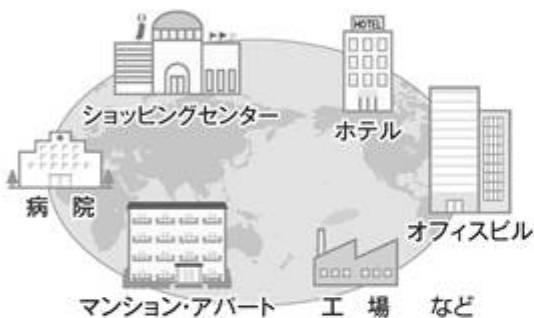 HOTEL
ショッピングセンター
ホテル
病 院
オフィスビル
マンション・アパート
工 場 など